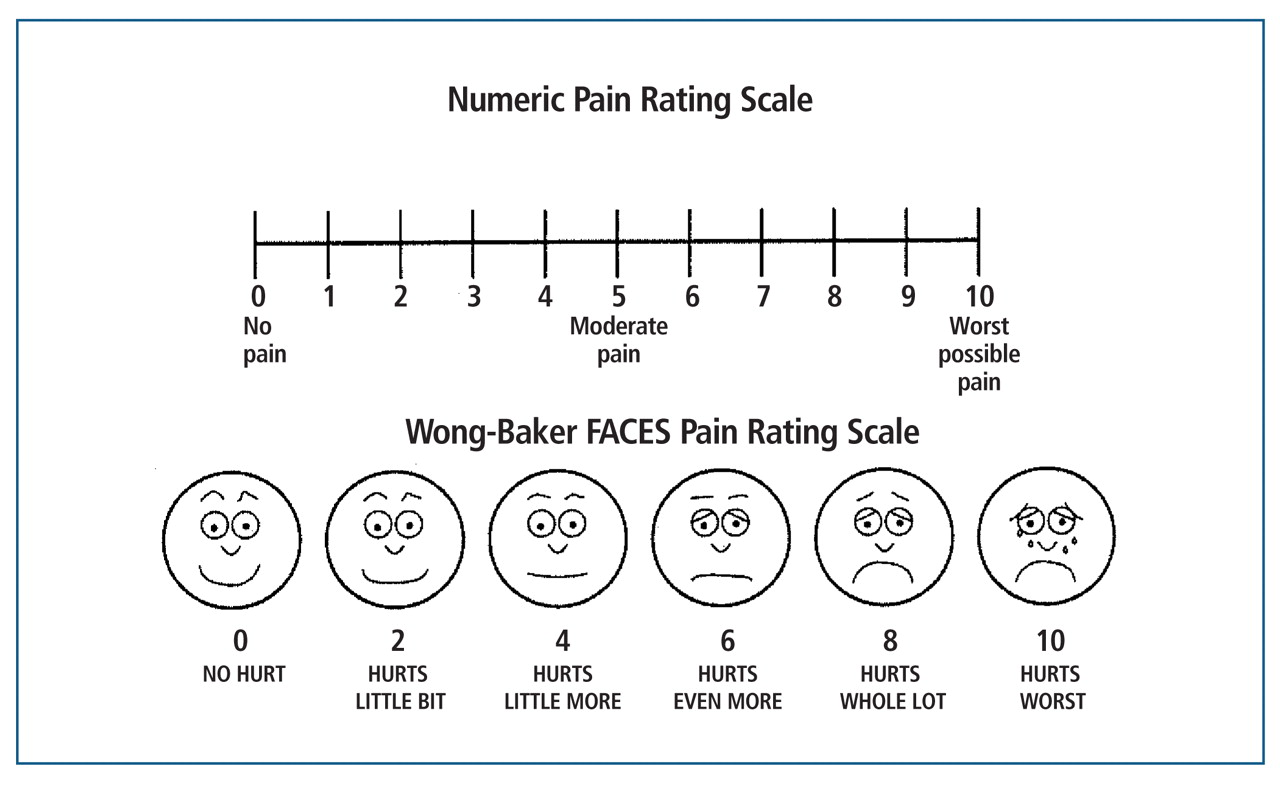 Numeric Pain Rating Scale
0 1 2 3 4 5 6 7 8 9 10
No Moderate Worst
pain pain possible
pain
Wong-Baker FACES Pain Rating Scale
0 2 4 6 8 10
NO HURT HURTS HURTS HURTS HURTS HURTS
LITTLE BIT LITTLE MORE EVEN MORE WHOLE LOT WORST